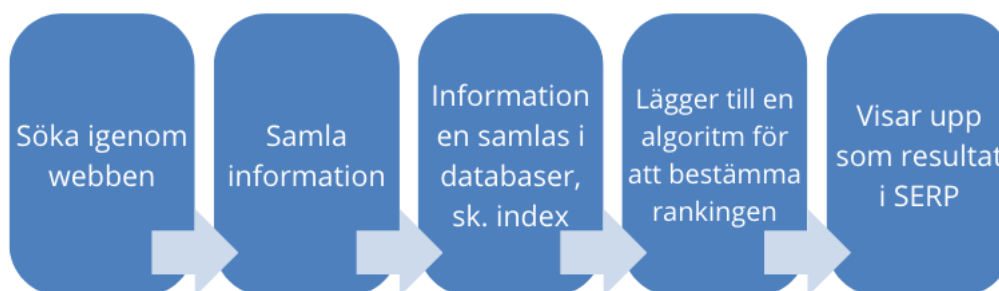 Söka igenom
webben
Samla
information
Information
en samlas i
databaser,
sk. index
Lägger till en
algoritm för
att bestämma
rankingen
Visar upp
som resultat
i SERP